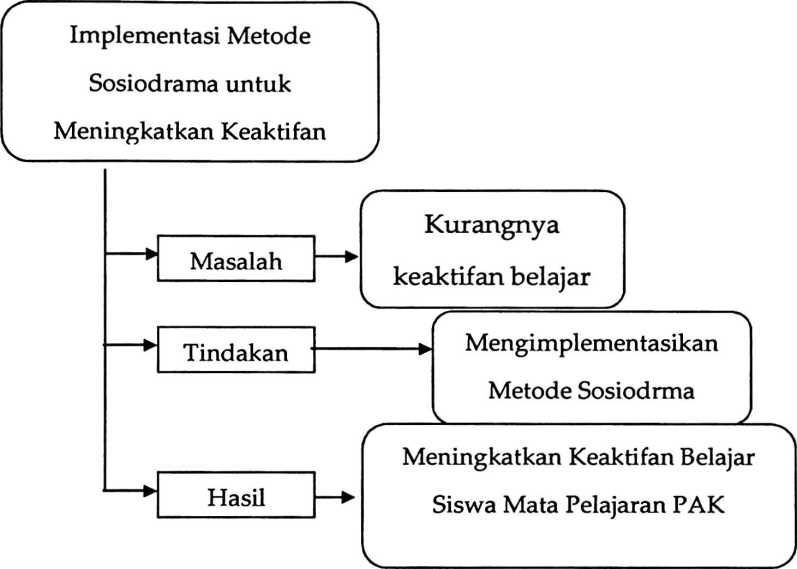 Implementasi Metode
Sosiodrama untuk
Meningkatkan Keaktifan
Masalah
Kurangnya
keaktifan belajar
Tindakan
Mengimplementasikan
Metode Sosiodrma
Hasil
Meningkatkan Keaktifan Belajar
Siswa Mata Pelajaran PAK